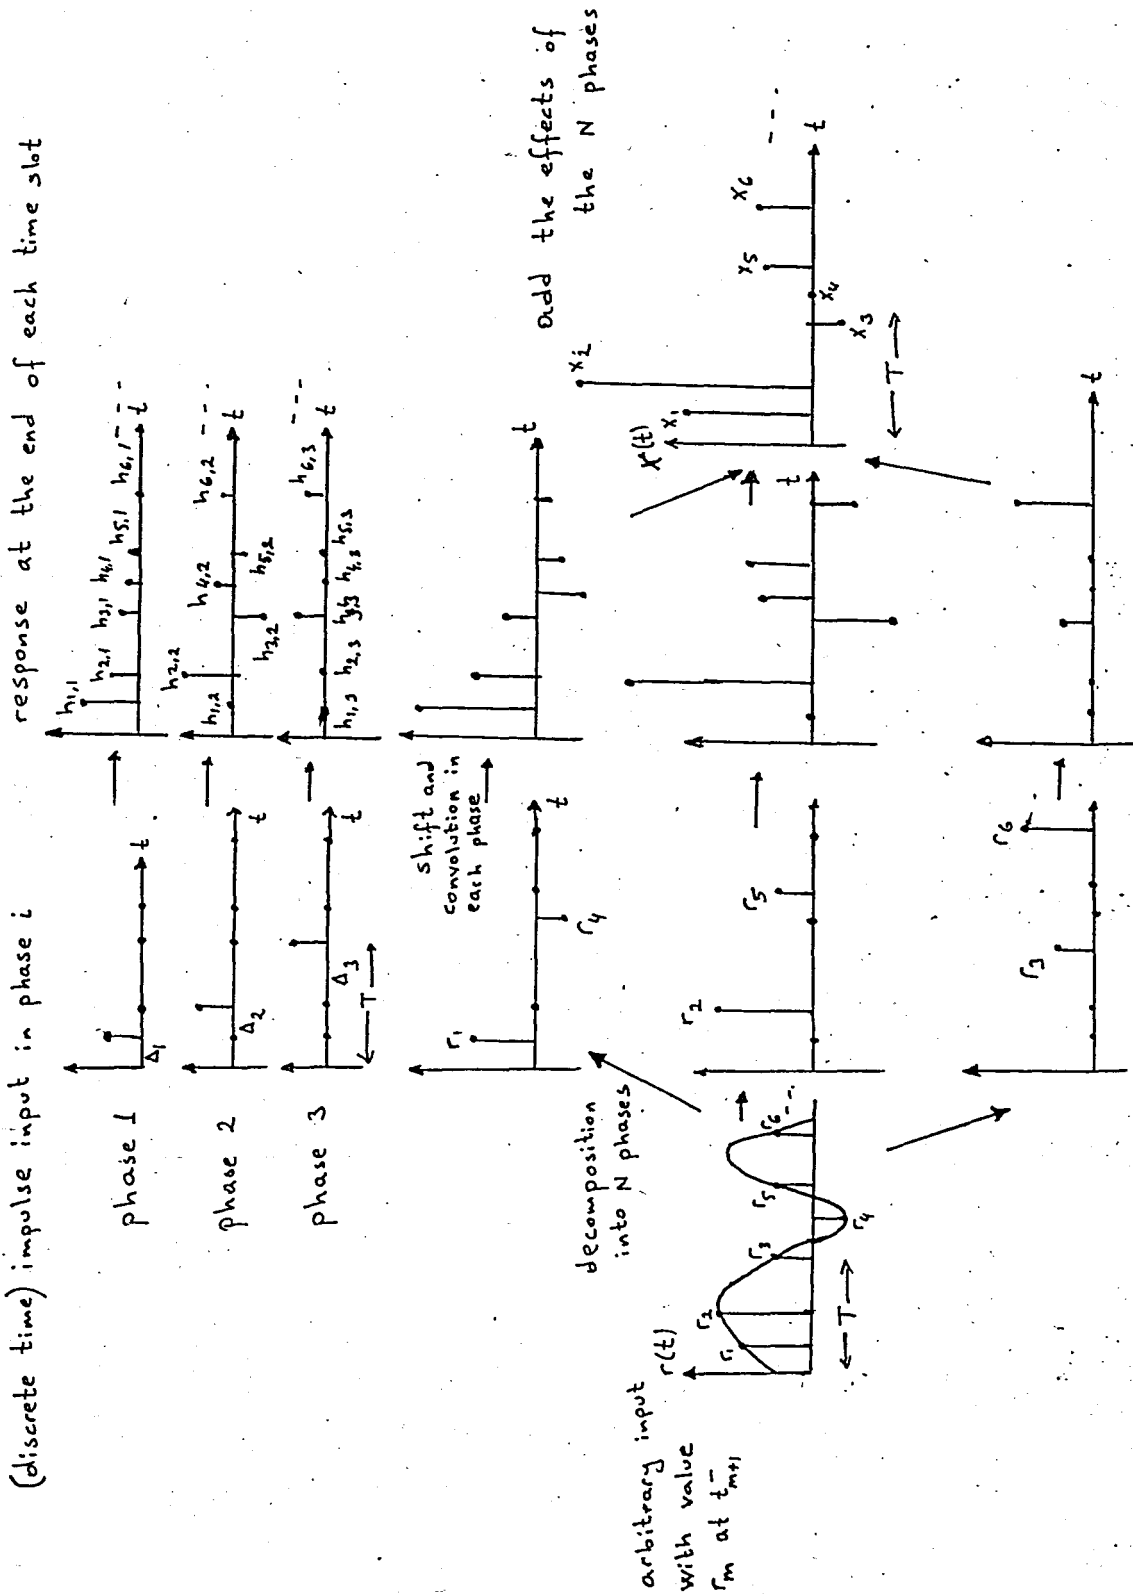 (discrete time) impulse input in phase i
response at the end of each time slot
phase 1
Δ1
t
h1,1
h2,1
h3,1
h4,1
h5,1
h6,1
t
phase 2
Δ2
t
h1,2
h2,2
h3,2
h4,2
h5,2
h6,2
t
phase 3
Δ3
T
t
h1,3
h2,3
h4,3
h5,3
h6,3
t
decomposition
into N phases
shift and
convolution in
each phase
add the effects of
the N phases
r1
r4
t
t
arbitrary input
with value
rm at t-m+1
r(t)
r1
r2
r3
r4
r5
r6
T
r2
r5
t
x(t)
x1
x2
x3
x4
x5
x6
t
T
r3
r6
t